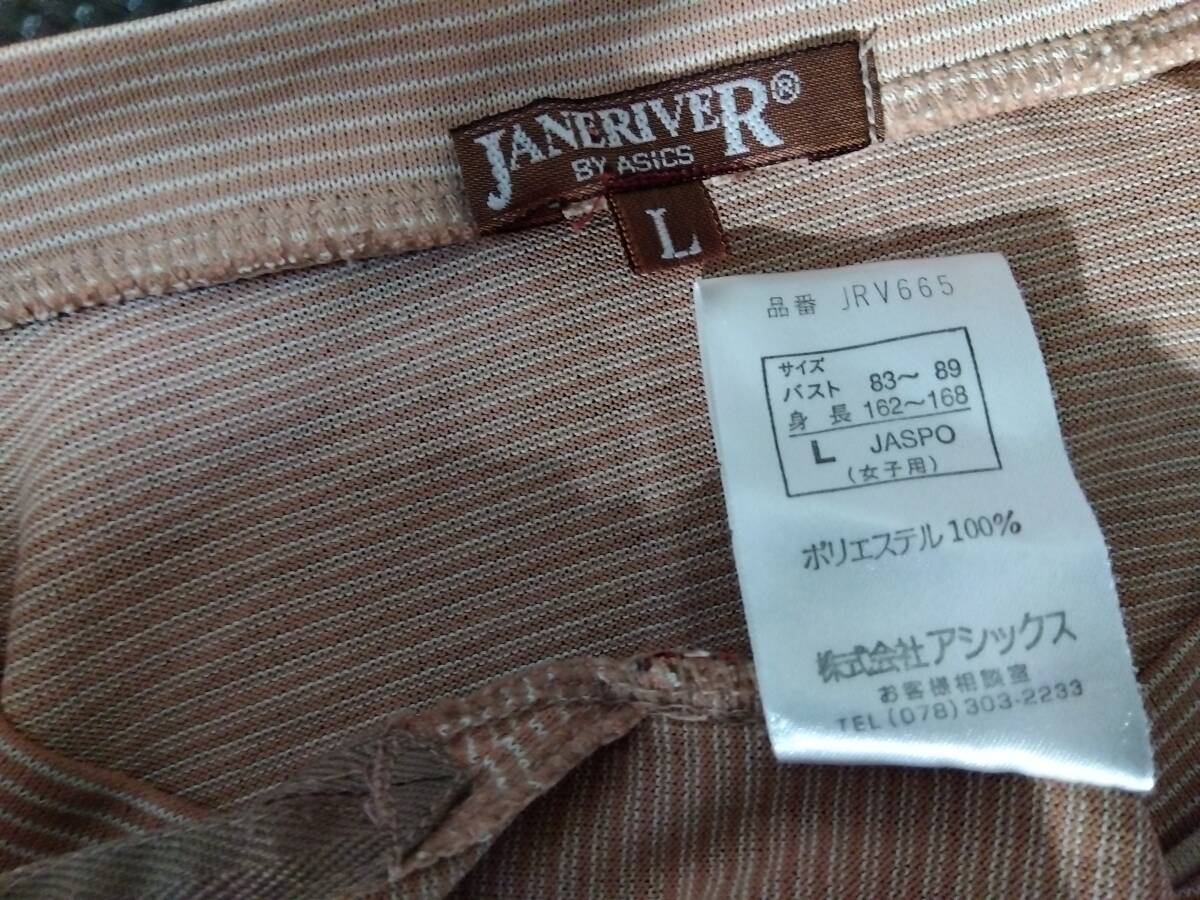 JANERIVER®
BY ASICS
L
品番 JRV665
サイズ
バスト 83～ 89
身長 162～168
L JASPO
(女子用)
ポリエステル100%
株式会社アシックス
お客様相談室
TEL(078)303-2233